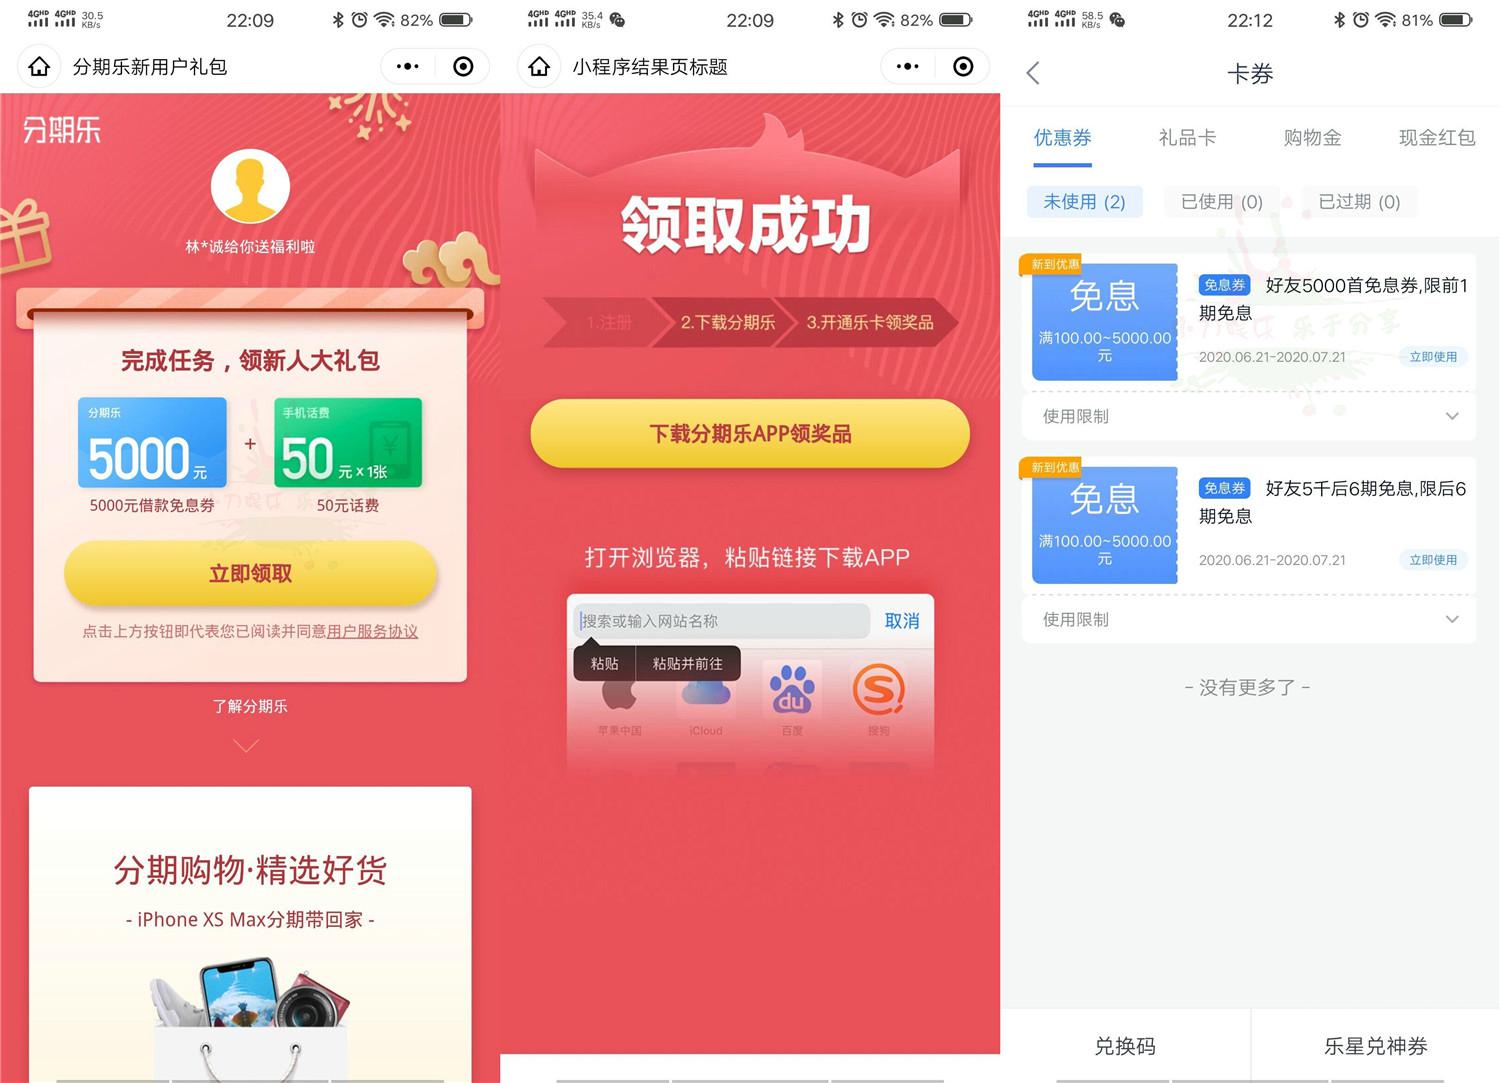 4GHD 4GHD 30.5 KB/s 22:09 82%
分期乐新用户礼包
分期乐
林*诚给你送福利啦
完成任务，领新人大礼包
分期乐
5000元
+
手机话费
50元x1张
5000元借款免息券
50元话费
立即领取
点击上方按钮即代表您已阅读并同意用户服务协议
了解分期乐
分期购物·精选好货
- iPhone XS Max分期带回家 -
4GHD 4GHD 35.4 KB/s 22:09 82%
小程序结果页标题
领取成功
1.注册 2.下载分期乐 3.开通乐卡领奖品
下载分期乐APP领奖品
打开浏览器，粘贴链接下载APP
搜索或输入网站名称 取消
粘贴 粘贴并前往
du
苹果中国 iCloud 百度 搜狗
4GHD 4GHD 58.5 KB/s 22:12 81%
卡券
优惠券 礼品卡 购物金 现金红包
未使用 (2) 已使用 (0) 已过期 (0)
新到优惠
免息
满100.00~5000.00
元
免息券 好友5000首免息券,限前1
期免息
乐于分享
2020.06.21-2020.07.21 立即使用
使用限制
新到优惠
免息
满100.00~5000.00
元
免息券 好友5千后6期免息,限后6
期免息
2020.06.21-2020.07.21 立即使用
使用限制
- 没有更多了 -
兑换码 乐星兑神券